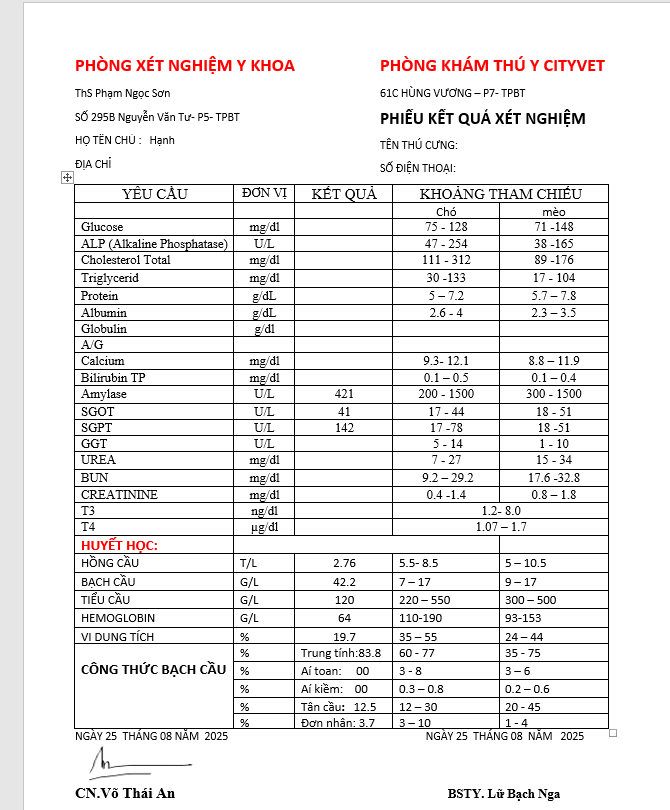 PHÒNG XÉT NGHIỆM Y KHOA PHÒNG KHÁM THÚ Y CITYVET
ThS Phạm Ngọc Sơn 61C HÙNG VƯƠNG – P7- TPBT
SỐ 295B Nguyễn Văn Tư- P5- TPBT PHIẾU KẾT QUẢ XÉT NGHIỆM
HỌ TÊN CHỦ : Hạnh TÊN THÚ CƯNG:
ĐỊA CHỈ SỐ ĐIỆN THOẠI:
YÊU CẦU ĐƠN VỊ KẾT QUẢ KHOẢNG THAM CHIẾU
Chó mèo
Glucose mg/dl 75 - 128 71 -148
ALP (Alkaline Phosphatase) U/L 47 - 254 38 -165
Cholesterol Total mg/dl 111 - 312 89 -176
Triglycerid mg/dl 30 -133 17 - 104
Protein g/dL 5 – 7.2 5.7 – 7.8
Albumin g/dL 2.6 - 4 2.3 – 3.5
Globulin g/dl
A/G
Calcium mg/dl 9.3- 12.1 8.8 – 11.9
Bilirubin TP mg/dl 0.1 – 0.5 0.1 – 0.4
Amylase U/L 421 200 - 1500 300 - 1500
SGOT U/L 41 17 - 44 18 - 51
SGPT U/L 142 17 -78 18 -51
GGT U/L 5 - 14 1 - 10
UREA mg/dl 7 - 27 15 - 34
BUN mg/dl 9.2 – 29.2 17.6 -32.8
CREATININE mg/dl 0.4 -1.4 0.8 – 1.8
T3 ng/dl 1.2- 8.0
T4 µg/dl 1.07 – 1.7
HUYẾT HỌC:
HỒNG CẦU T/L 2.76 5.5- 8.5 5 – 10.5
BẠCH CẦU G/L 42.2 7 – 17 9 – 17
TIỂU CẦU G/L 120 220 – 550 300 – 500
HEMOGLOBIN G/L 64 110-190 93-153
VI DUNG TÍCH % 19.7 35 – 55 24 – 44
CÔNG THỨC BẠCH CẦU % Trung tính:83.8 60 - 77 35 - 75
% Aí toan: 00 3 - 8 3 – 6
% Aí kiềm: 00 0.3 – 0.8 0.2 – 0.6
% Tân cầu: 12.5 12 – 30 20 - 45
% Đơn nhân: 3.7 3 – 10 1 - 4
NGÀY 25 THÁNG 08 NĂM 2025 NGÀY 25 THÁNG 08 NĂM 2025
CN.Võ Thái An BSTY. Lữ Bạch Nga